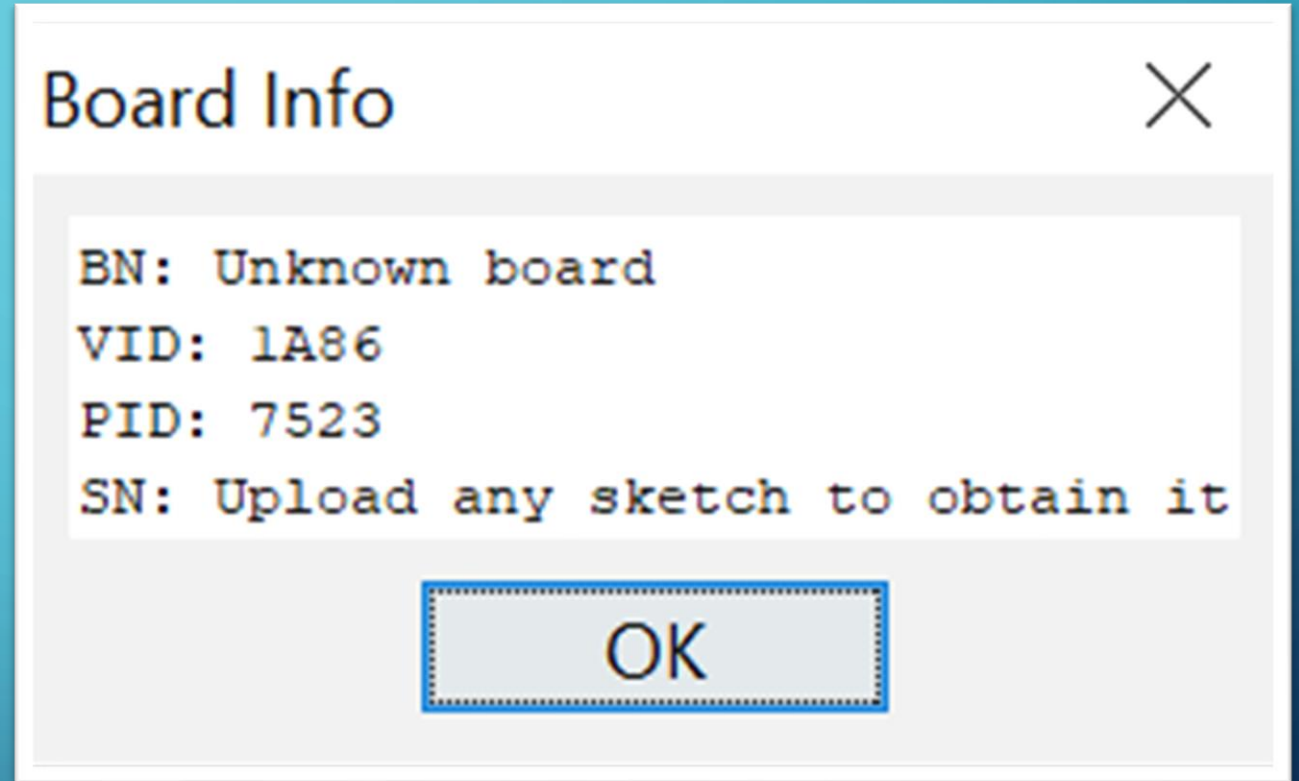 Board Info
BN: Unknown board
VID: 1A86
PID: 7523
SN: Upload any sketch to obtain it
OK